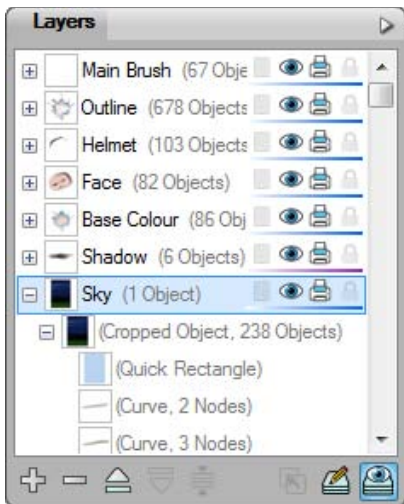 Layers
Main Brush (67 Obje
Outline (678 Objects
Helmet (103 Objects
Face (82 Objects)
Base Colour (86 Obj
Shadow (6 Objects)
Sky (1 Object)
(Cropped Object, 238 Objects)
(Quick Rectangle)
(Curve, 2 Nodes)
(Curve, 3 Nodes)